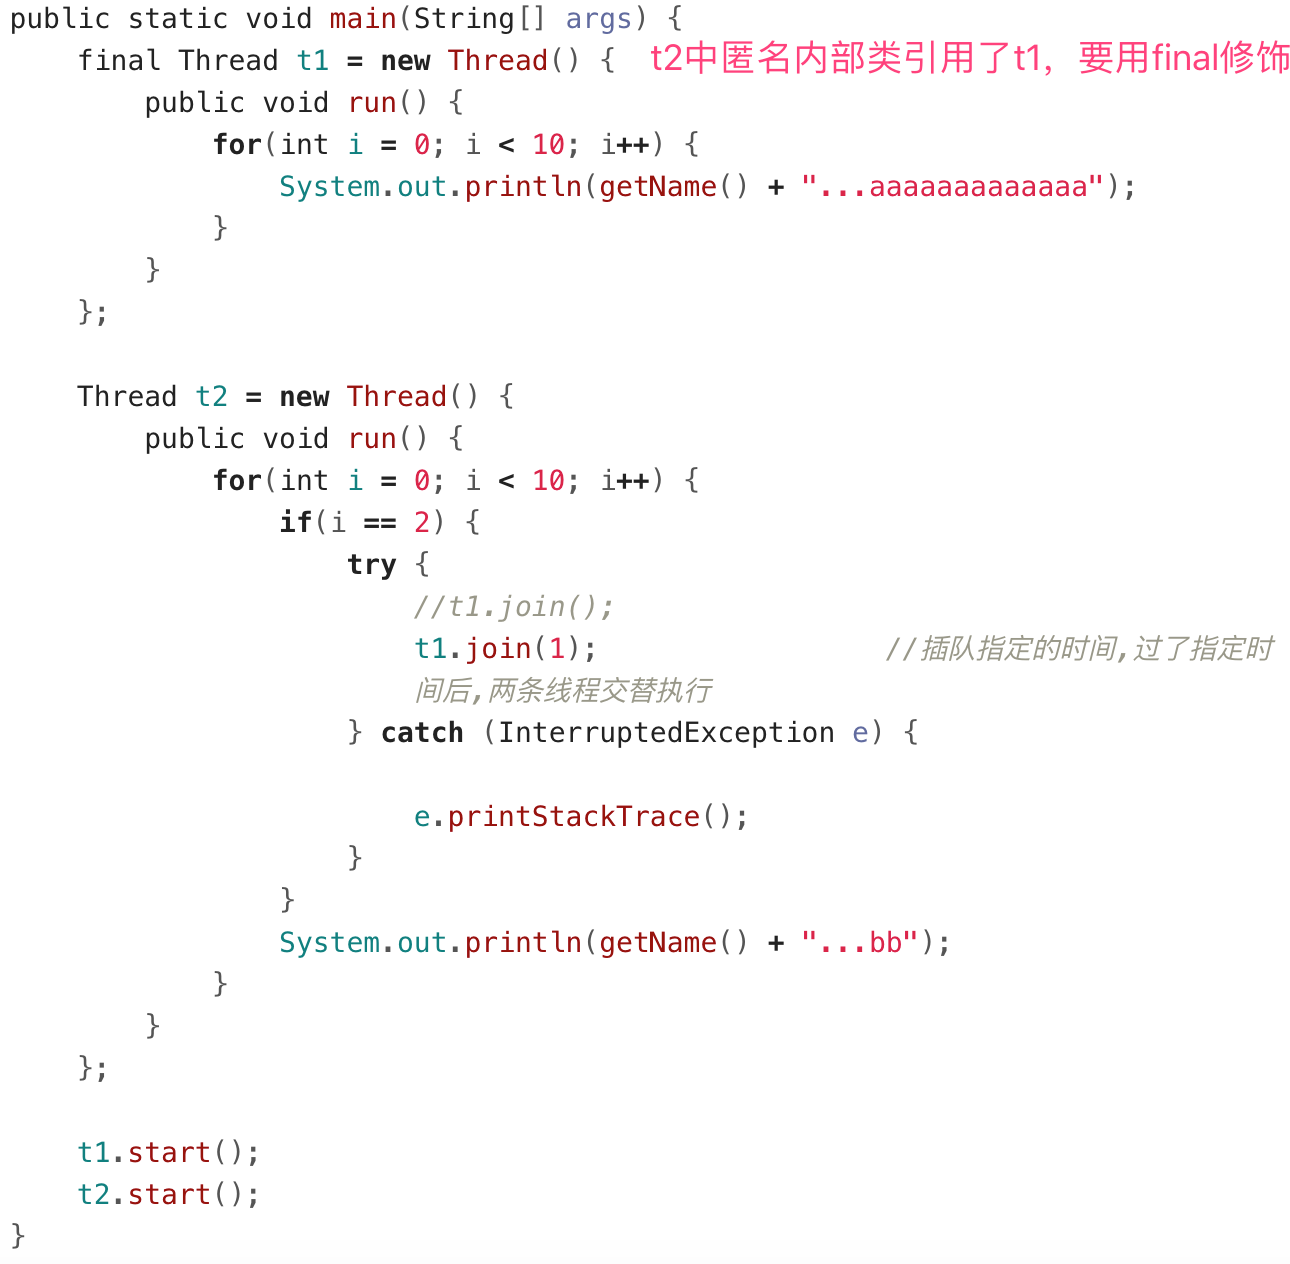 public static void main(String[] args) {
    final Thread t1 = new Thread() {  t2中匿名内部类引用了t1，要用final修饰
        public void run() {
            for(int i = 0; i < 10; i++) {
                System.out.println(getName() + "...aaaaaaaaaaaaa");
            }
        }
    };

    Thread t2 = new Thread() {
        public void run() {
            for(int i = 0; i < 10; i++) {
                if(i == 2) {
                    try {
                        //t1.join();
                        t1.join(1);                 //插队指定的时间,过了指定时
                        间后,两条线程交替执行
                    } catch (InterruptedException e) {

                        e.printStackTrace();
                    }
                }
                System.out.println(getName() + "...bb");
            }
        }
    };

    t1.start();
    t2.start();
}